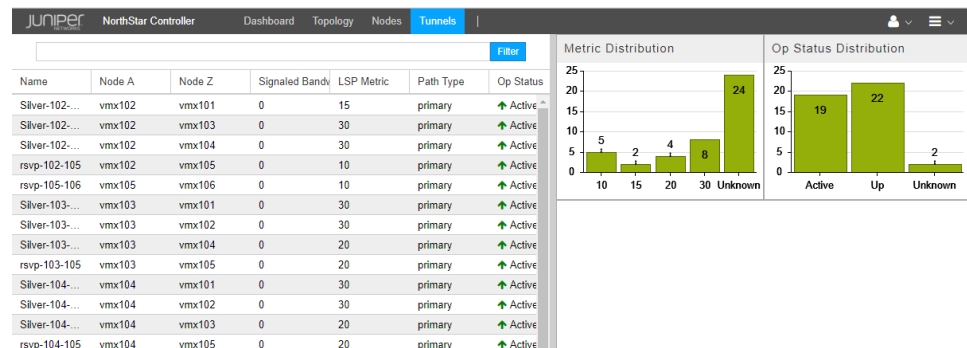 JUNIPER NETWORKS NorthStar Controller Dashboard Topology Nodes Tunnels |
Filter
Name Node A Node Z Signaled Bandw LSP Metric Path Type Op Status
Silver-102-... vmx102 vmx101 0 15 primary Active
Silver-102-... vmx102 vmx103 0 30 primary Active
Silver-102-... vmx102 vmx104 0 30 primary Active
rsvp-102-105 vmx102 vmx105 0 10 primary Active
rsvp-105-106 vmx105 vmx106 0 10 primary Active
Silver-103-... vmx103 vmx101 0 30 primary Active
Silver-103-... vmx103 vmx102 0 30 primary Active
Silver-103-... vmx103 vmx104 0 20 primary Active
rsvp-103-105 vmx103 vmx105 0 20 primary Active
Silver-104-... vmx104 vmx101 0 30 primary Active
Silver-104-... vmx104 vmx102 0 30 primary Active
Silver-104-... vmx104 vmx103 0 20 primary Active
rsvp-104-105 vmx104 vmx105 0 20 primary Active
Metric Distribution
25
20
15
10
5
0
5 2 4 8 24
10 15 20 30 Unknown
Op Status Distribution
25
20
15
10
5
0
19 22 2
Active Up Unknown